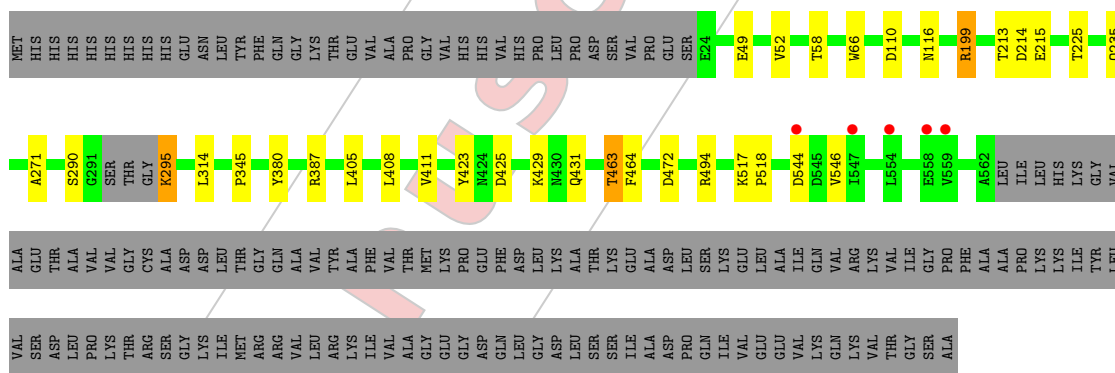 MET HIS HIS HIS HIS HIS HIS HIS HIS HIS HIS GLU ASN LEU TYR PHE GLN GLY LYS THR GLU VAL ALA PRO GLY VAL HIS HIS VAL HIS PRO LEU PRO ASP SER VAL PRO GLU SER E24 E49 V52 T58 W66 D110 N116 R199 T213 D214 E215 T225 Q235
A271 S290 G291 SER THR GLY K295 L314 P345 Y380 R387 L405 L408 V411 Y423 N424 D425 K429 N430 Q431 T463 F464 D472 R494 K517 P518 D544 D545 V546 I547 L554 E558 V559 A562 LEU ILE LEU HIS LYS GLY VAL
ALA GLU THR ALA VAL VAL GLY CYS ALA ASP ASP LEU THR GLY GLN ALA VAL TYR ALA PHE VAL THR MET LYS PRO GLU PHE ASP LEU LYS ALA THR LYS GLU ALA ASP LEU SER LYS GLU LEU ALA ILE GLN VAL ARG LYS VAL ILE GLY PRO PHE ALA ALA PRO LYS LYS ILE TYR LEU
VAL SER ASP LEU PRO LYS THR ARG SER GLY LYS ILE MET ARG ARG VAL LEU ARG LYS ILE VAL ALA GLY GLU GLY ASP GLN LEU GLY ASP LEU SER SER ILE ALA ASP PRO GLN ILE VAL GLU GLU VAL LYS GLN LYS VAL THR GLY SER ALA